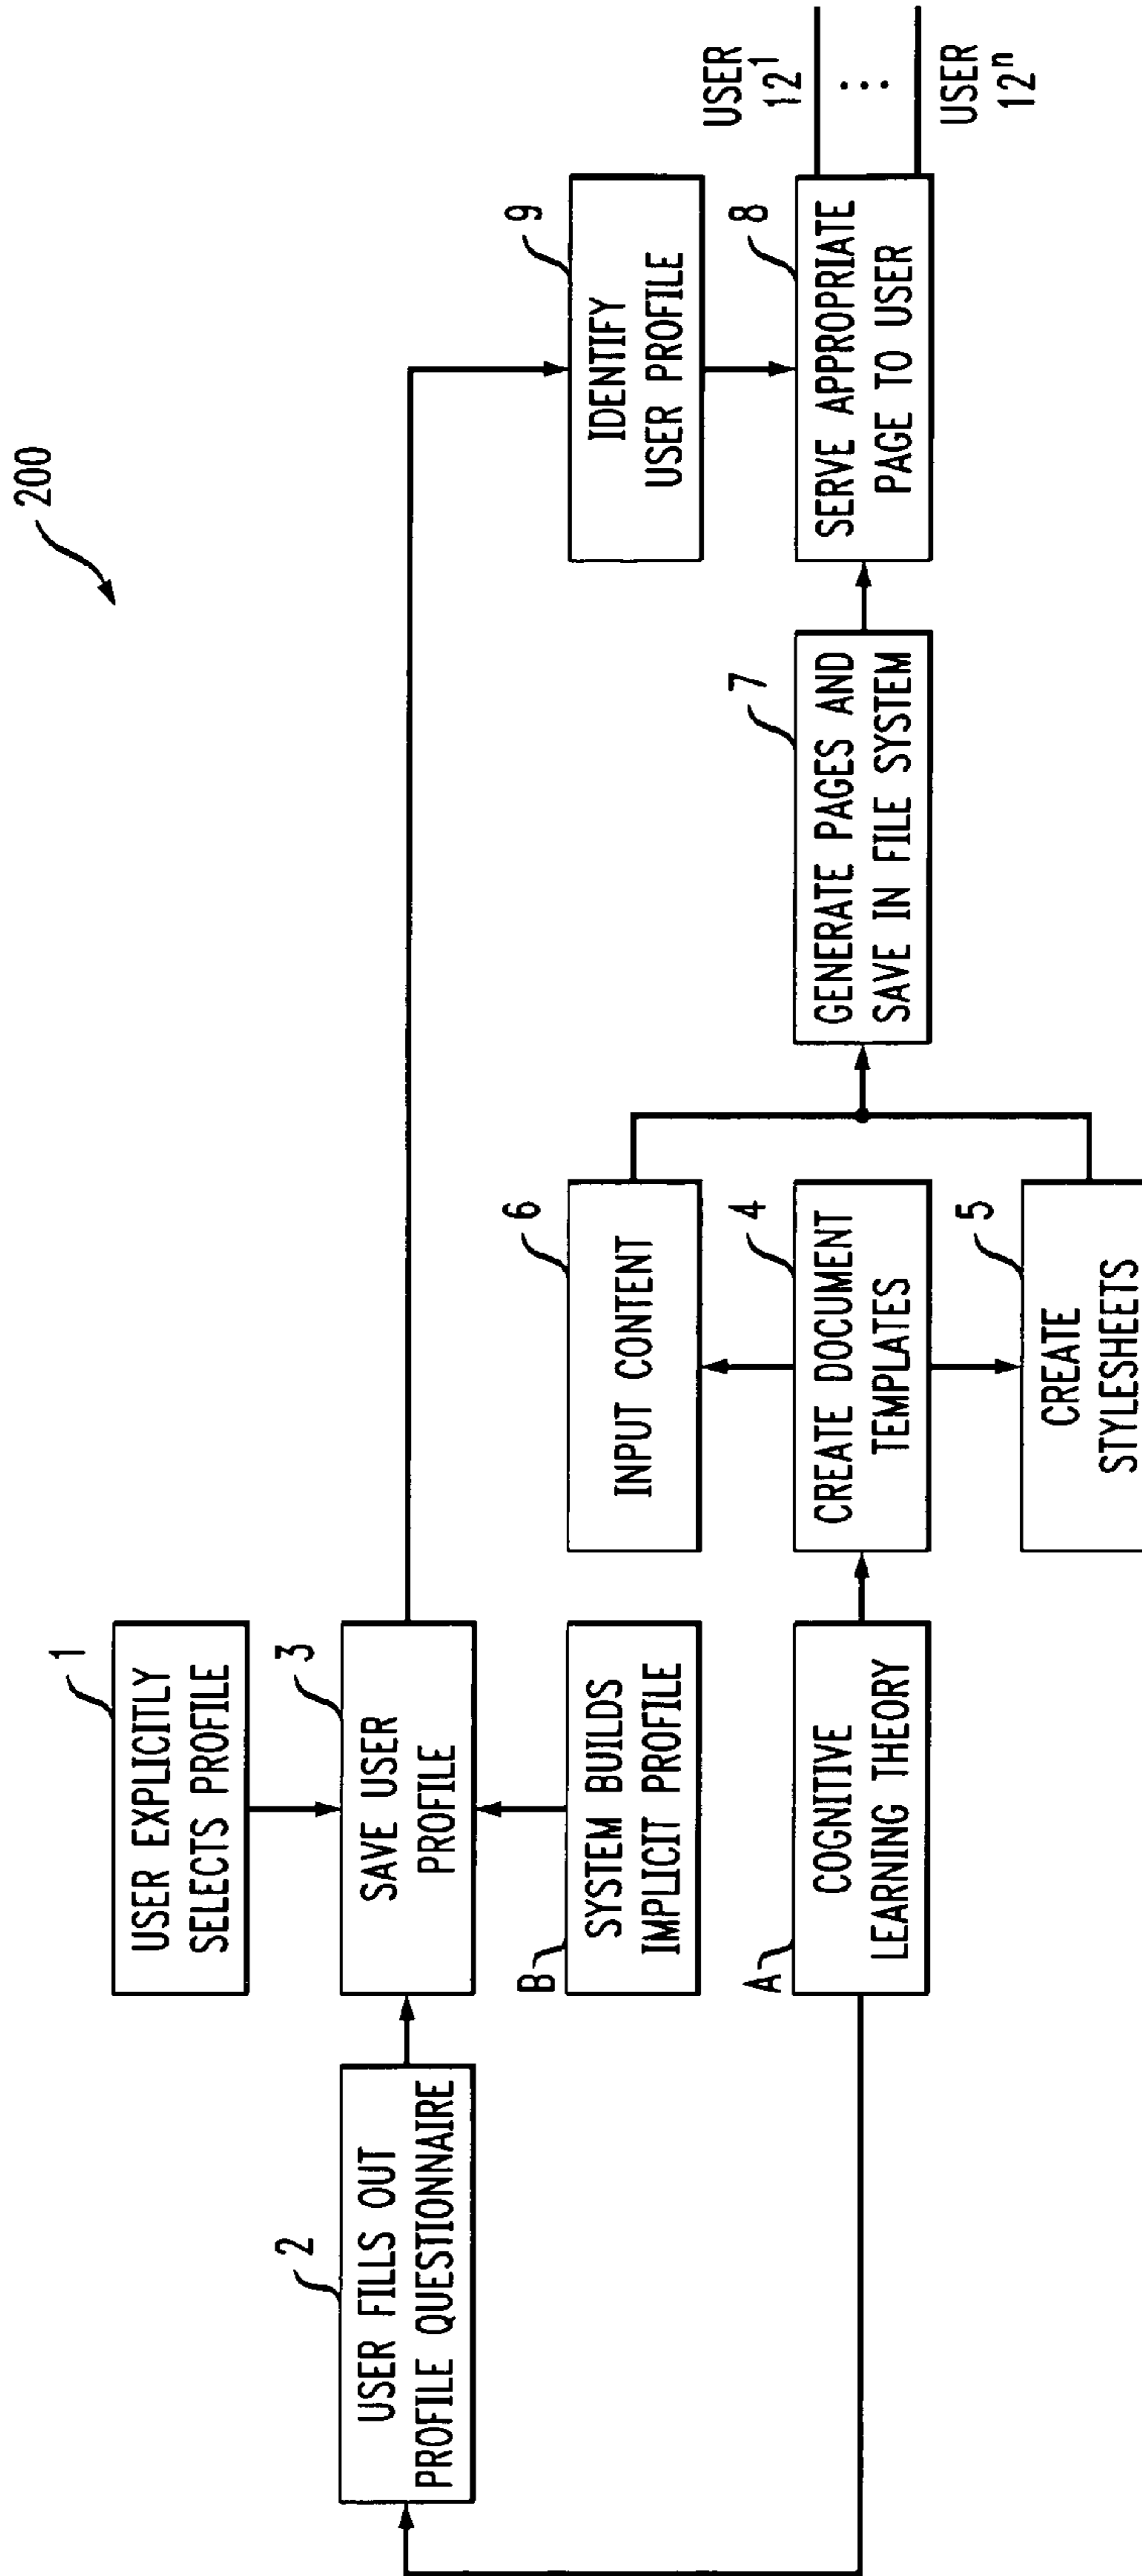 200
1
USER EXPLICITLY
SELECTS PROFILE
2
USER FILLS OUT
PROFILE QUESTIONNAIRE
3
SAVE USER
PROFILE
B
SYSTEM BUILDS
IMPLICIT PROFILE
A
COGNITIVE
LEARNING THEORY
6
INPUT CONTENT
4
CREATE DOCUMENT
TEMPLATES
5
CREATE
STYLESHEETS
7
GENERATE PAGES AND
SAVE IN FILE SYSTEM
9
IDENTIFY
USER PROFILE
8
SERVE APPROPRIATE
PAGE TO USER
USER
12¹
⋮
USER
12ⁿ